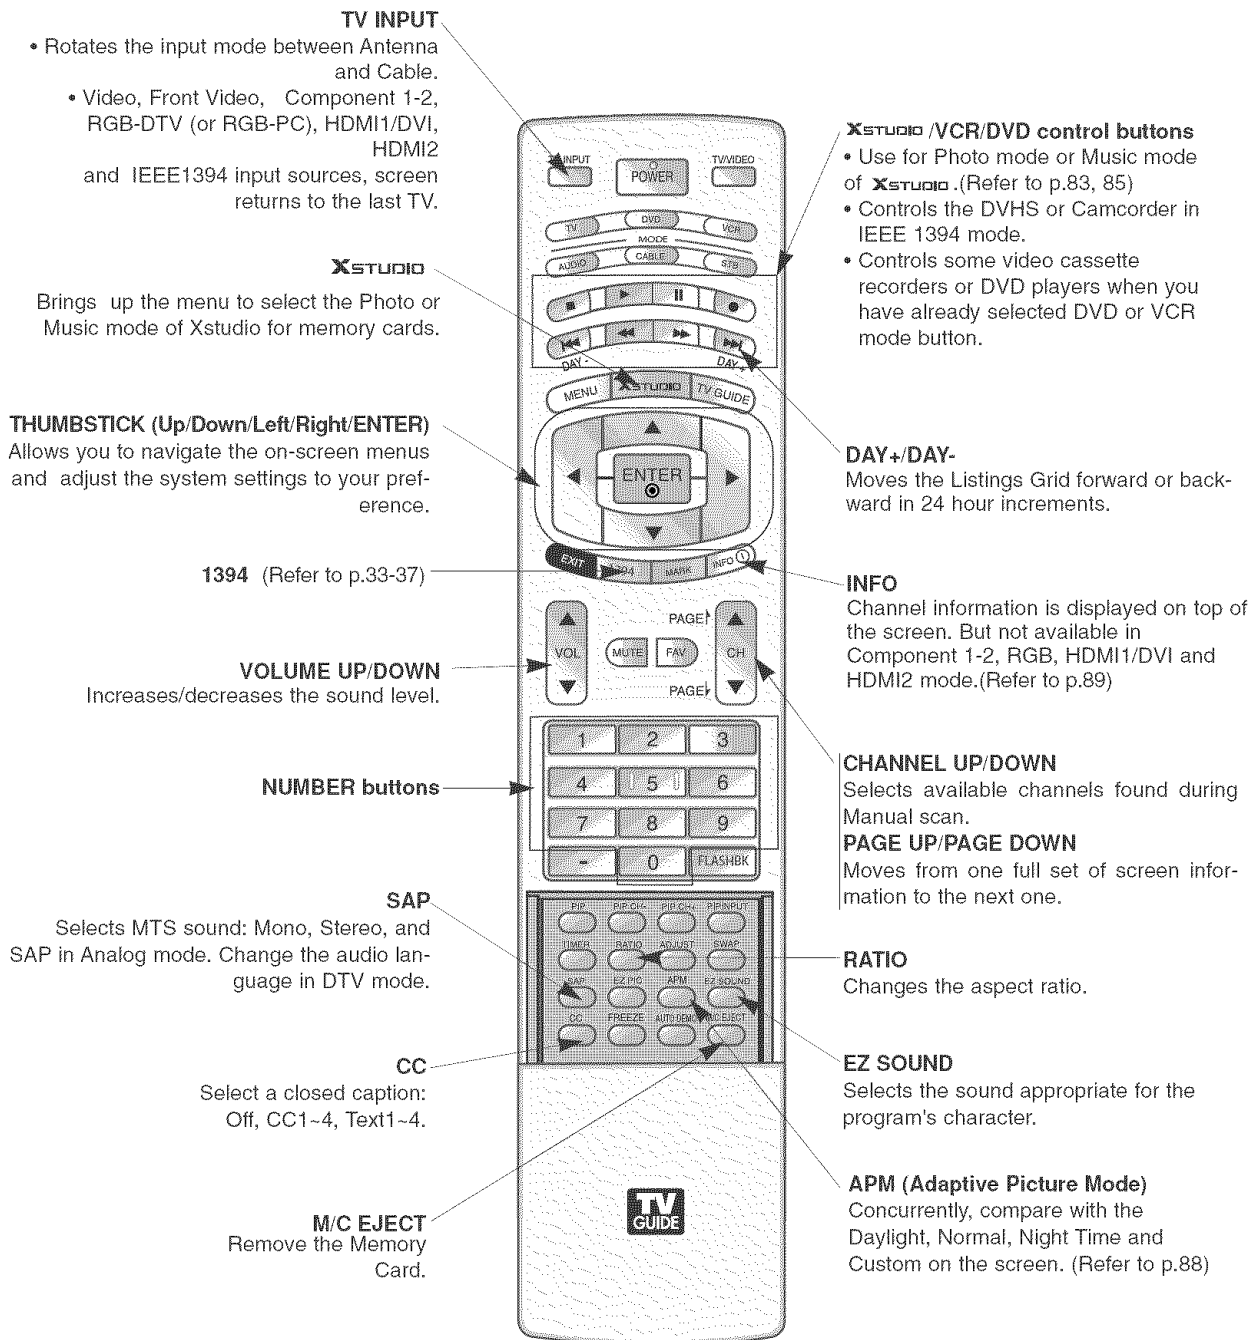 TV INPUT
• Rotates the input mode between Antenna
and Cable.
• Video, Front Video, Component 1-2,
RGB-DTV (or RGB-PC), HDMI1/DVI,
HDMI2
and IEEE1394 input sources, screen
returns to the last TV.
XSTUDIO
Brings up the menu to select the Photo or
Music mode of Xstudio for memory cards.
THUMBSTICK (Up/Down/Left/Right/ENTER)
Allows you to navigate the on-screen menus
and adjust the system settings to your pref-
erence.
1394 (Refer to p.33-37)
VOLUME UP/DOWN
Increases/decreases the sound level.
NUMBER buttons
SAP
Selects MTS sound: Mono, Stereo, and
SAP in Analog mode. Change the audio lan-
guage in DTV mode.
CC
Select a closed caption:
Off, CC1~4, Text1~4.
M/C EJECT
Remove the Memory
Card.
INPUT
POWER
TV/VIDEO
TV
DVD
VCR
MODE
AUDIO
CABLE
STB
DAY -
DAY +
MENU
XSTUDIO
TV GUIDE
ENTER
EXIT
1394
MARK
INFO
VOL
MUTE
FAV
PAGE
CH
PAGE
1 2 3
4 5 6
7 8 9
- 0 FLASHBK
PIP PIP CH- PIP CH+ PIP INPUT
TIMER RATIO ADJUST SWAP
SAP EZ PIC APM EZ SOUND
CC FREEZE AUTO DEMO M/C EJECT
TV
GUIDE
XSTUDIO /VCR/DVD control buttons
• Use for Photo mode or Music mode
of XSTUDIO .(Refer to p.83, 85)
• Controls the DVHS or Camcorder in
IEEE 1394 mode.
• Controls some video cassette
recorders or DVD players when you
have already selected DVD or VCR
mode button.
DAY+/DAY-
Moves the Listings Grid forward or back-
ward in 24 hour increments.
INFO
Channel information is displayed on top of
the screen. But not available in
Component 1-2, RGB, HDMI1/DVI and
HDMI2 mode.(Refer to p.89)
CHANNEL UP/DOWN
Selects available channels found during
Manual scan.
PAGE UP/PAGE DOWN
Moves from one full set of screen infor-
mation to the next one.
RATIO
Changes the aspect ratio.
EZ SOUND
Selects the sound appropriate for the
program's character.
APM (Adaptive Picture Mode)
Concurrently, compare with the
Daylight, Normal, Night Time and
Custom on the screen. (Refer to p.88)